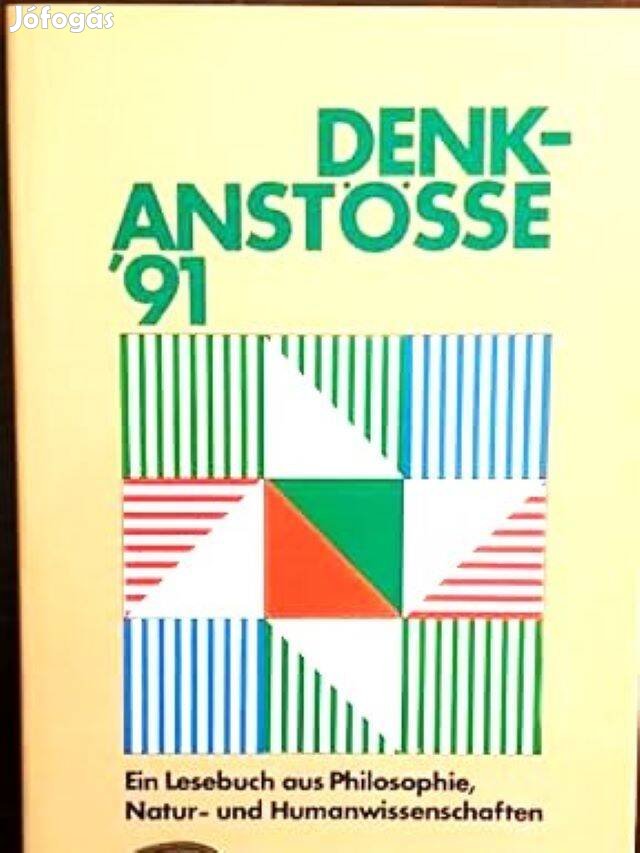 Jófogás
DENK-
ANSTÖSSE
'91
Ein Lesebuch aus Philosophie,
Natur- und Humanwissenschaften